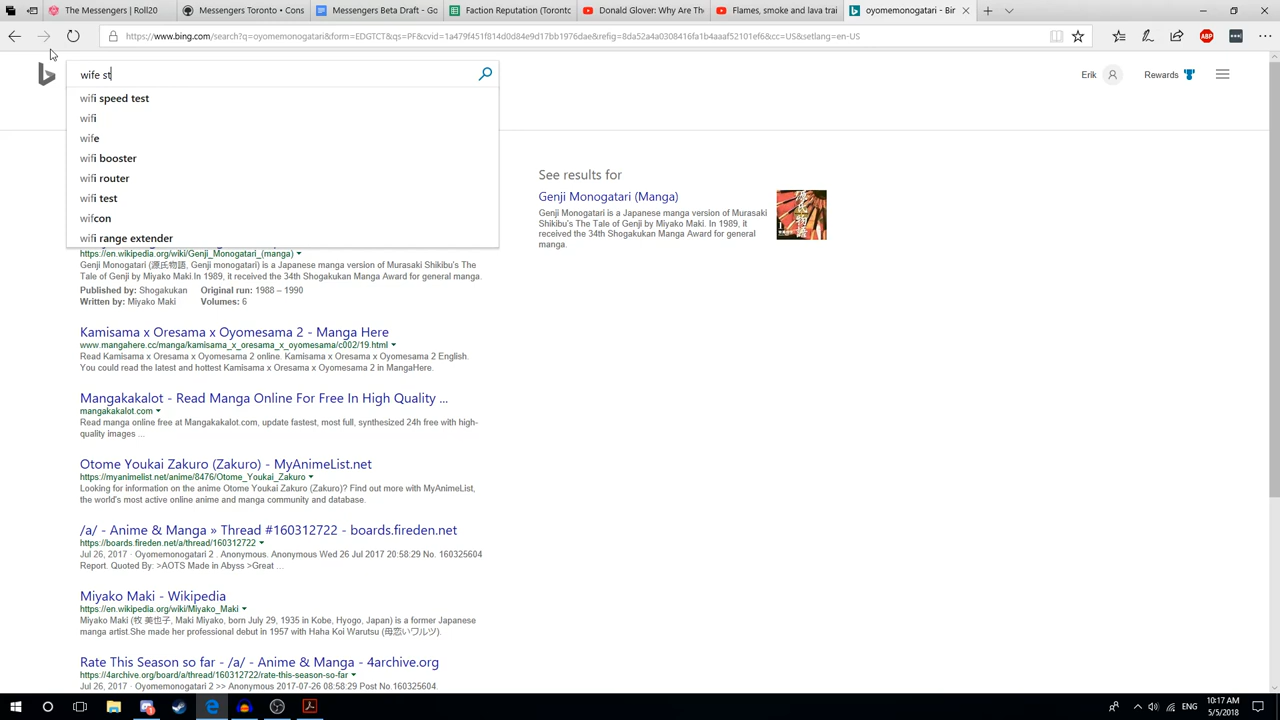 The Messengers | Roll20
Messengers Toronto • Cons
Messengers Beta Draft - Go
Faction Reputation (Toront
Donald Glover: Why Are Th
Flames, smoke and lava trai
oyomemonogatari - Bin
https://www.bing.com/search?q=oyomemonogatari&form=EDGTCT&qs=PF&cvid=1a479f451f814d04a9d17bb1976dae&refig=8da52a4a0308416fa1b4aaaf52101ef6&cc=US&setlang=en-US
ABP
wife st
Erik
Rewards
wifi speed test
wifi
wife
wifi booster
wifi router
wifi test
wifcon
wifi range extender
See results for
Genji Monogatari (Manga)
Genji Monogatari is a Japanese manga version of Murasaki
Shikibu's The Tale of Genji by Miyako Maki. In 1989, it
received the 34th Shogakukan Manga Award for general
manga.
https://en.wikipedia.org/wiki/Genji_Monogatari_(manga)
Genji Monogatari (源氏物語, Genji monogatari) is a Japanese manga version of Murasaki Shikibu's The
Tale of Genji by Miyako Maki.In 1989, it received the 34th Shogakukan Manga Award for general manga.
Published by: Shogakukan Original run: 1988 – 1990
Written by: Miyako Maki Volumes: 6
Kamisama x Oresama x Oyomesama 2 - Manga Here
www.mangahere.cc/manga/kamisama_x_oresama_x_oyomesama/c002/19.html
Read Kamisama x Oresama x Oyomesama 2 online. Kamisama x Oresama x Oyomesama 2 English.
You could read the latest and hottest Kamisama x Oresama x Oyomesama 2 in MangaHere.
Mangakakalot - Read Manga Online For Free In High Quality ...
mangakakalot.com
Read manga online free at Mangakakalot.com, update fastest, most full, synthesized 24h free with high-
quality images ...
Otome Youkai Zakuro (Zakuro) - MyAnimeList.net
https://myanimelist.net/anime/8476/Otome_Youkai_Zakuro
Looking for information on the anime Otome Youkai Zakuro (Zakuro)? Find out more with MyAnimeList,
the world's most active online anime and manga community and database.
/a/ - Anime & Manga » Thread #160312722 - boards.fireden.net
https://boards.fireden.net/a/thread/160312722
Jul 26, 2017 · Oyomemonogatari 2 . Anonymous. Anonymous Wed 26 Jul 2017 20:58:29 No. 160325604
Report. Quoted By: >AOTS Made in Abyss >Great ...
Miyako Maki - Wikipedia
https://en.wikipedia.org/wiki/Miyako_Maki
Miyako Maki (牧 美也子, Maki Miyako, born July 29, 1935 in Kobe, Hyogo, Japan) is a former Japanese
manga artist.She made her professional debut in 1957 with Haha Koi Warutsu (母恋いワルツ).
Rate This Season so far - /a/ - Anime & Manga - 4archive.org
https://4archive.org/board/a/thread/160312722/rate-this-season-so-far
Jul 26, 2017 · Oyomemonogatari 2 >> Anonymous 2017-07-26 08:58:29 Post No.160325604.
ENG
10:17 AM
5/5/2018